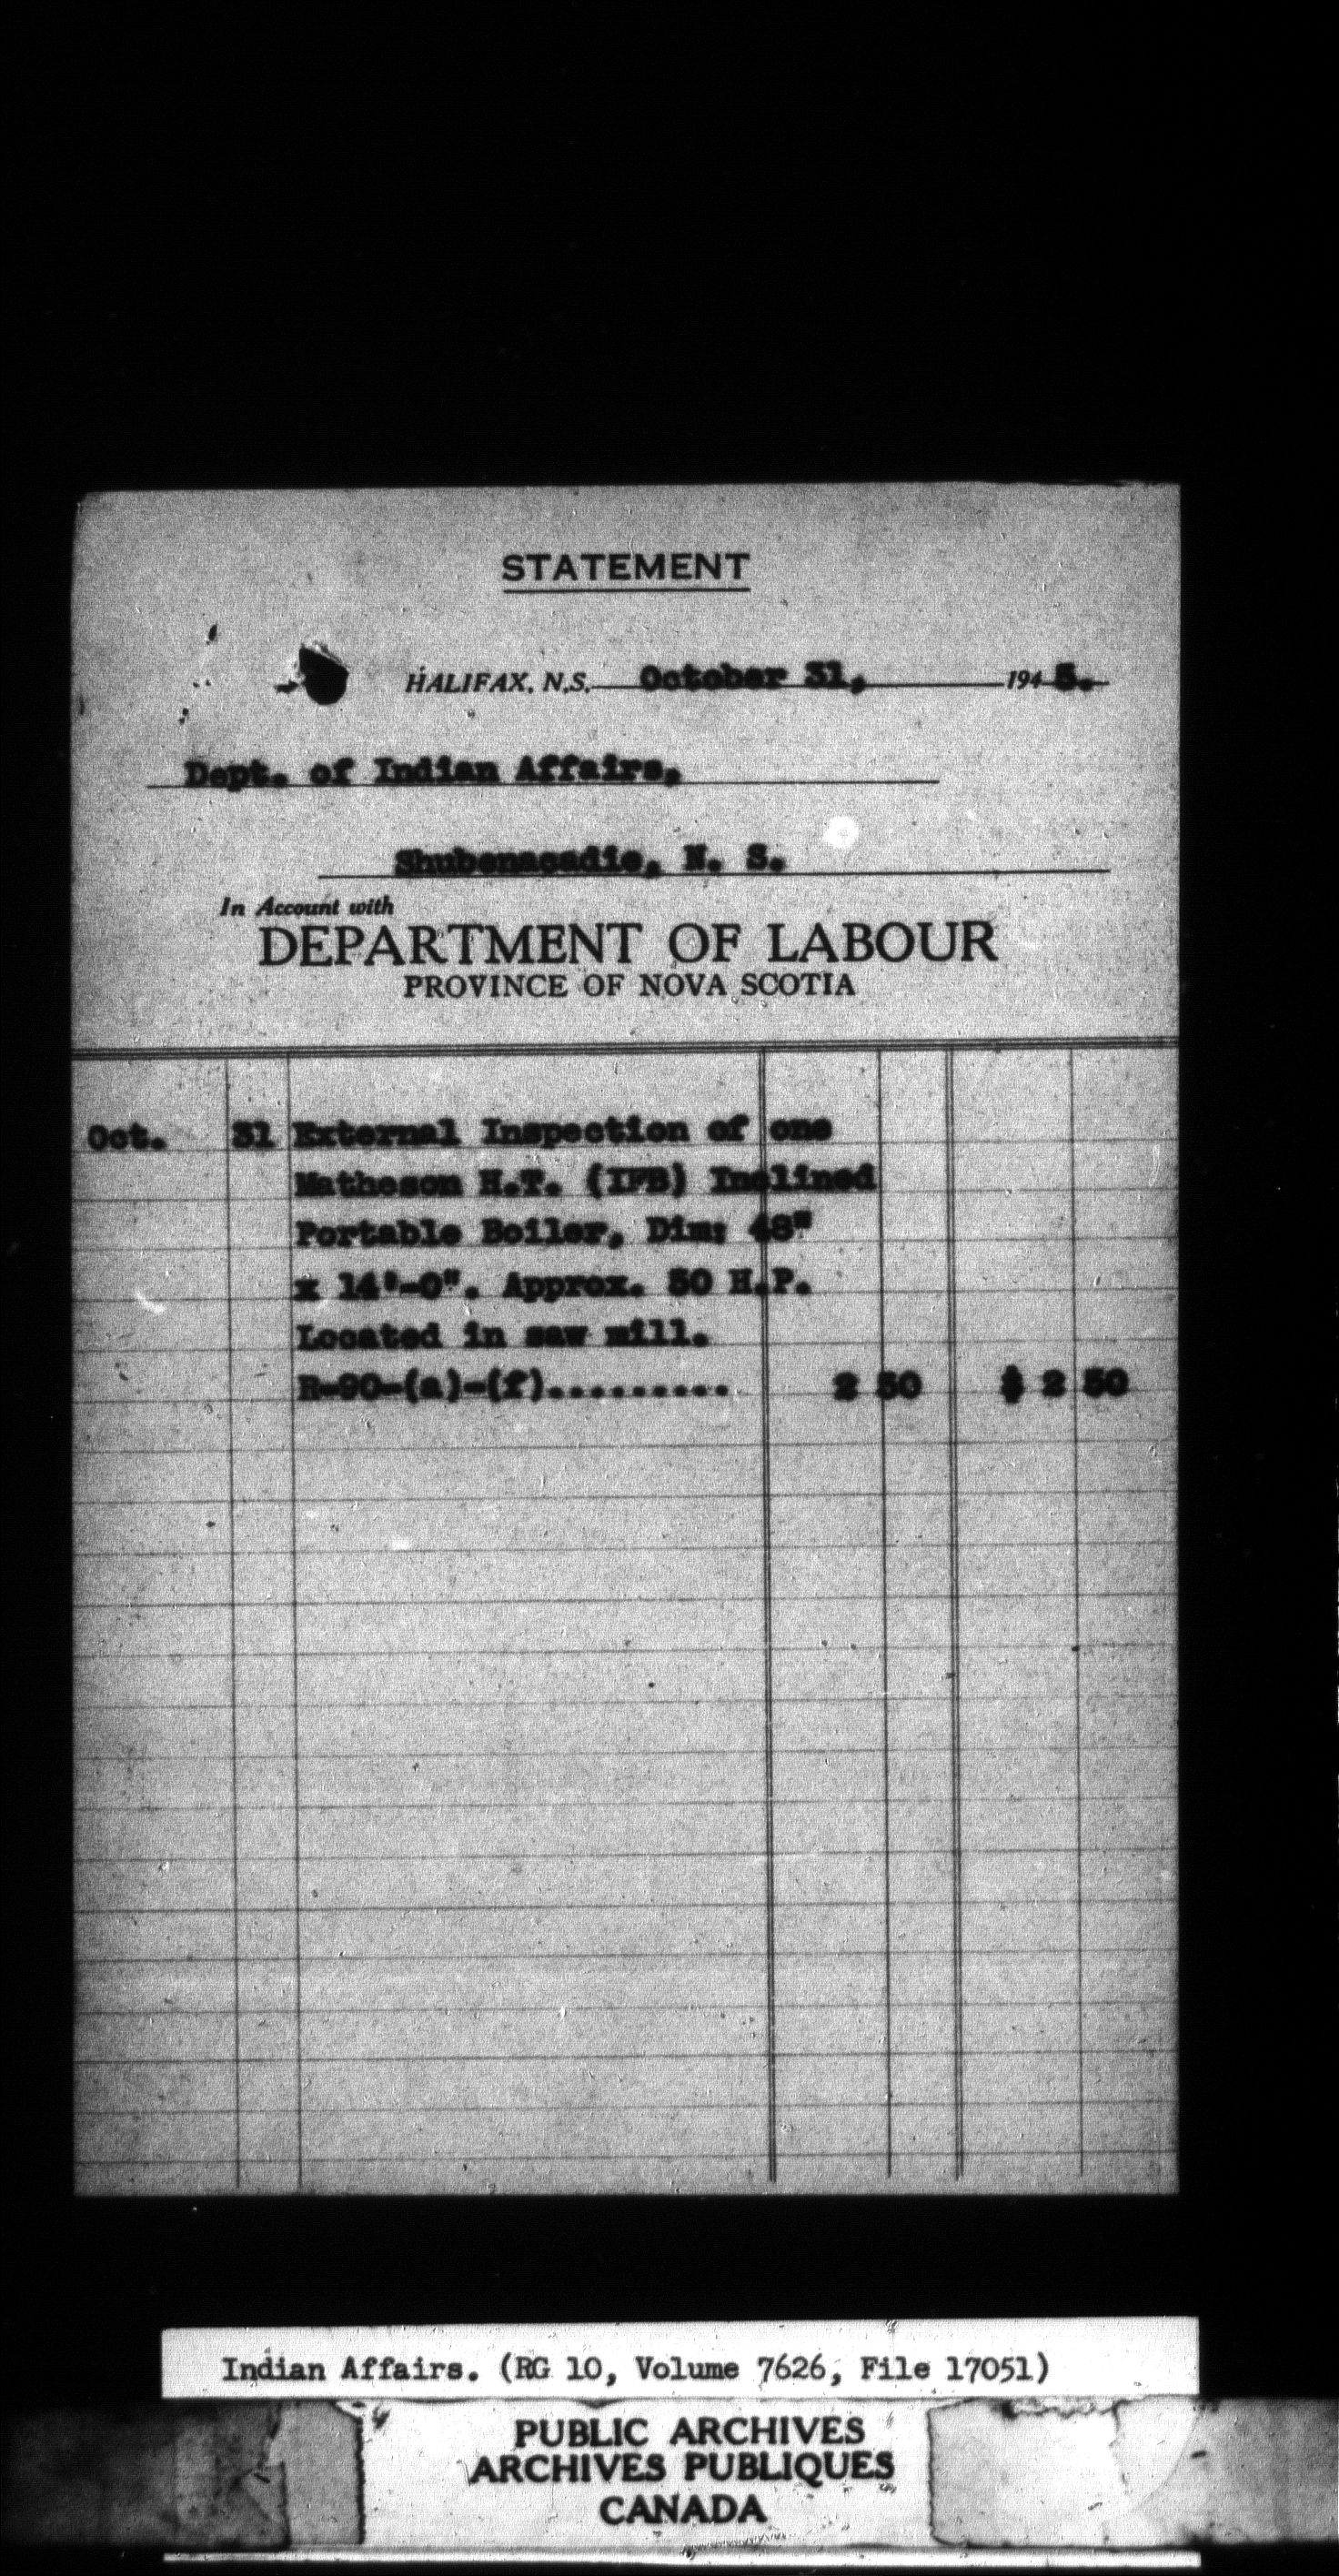 STATEMENT
HALIFAX, N.S. October 31, 1945.
Dept. of Indian Affairs,
Shubenacadie, N. S.
In Account with
DEPARTMENT OF LABOUR
PROVINCE OF NOVA SCOTIA
Oct. 31 External Inspection of one
Matheson H.T. (IFB) Inclined
Portable Boiler, Dim: 48"
x 14'-0". Approx. 50 H.P.
Located in saw mill.
R-90-(a)-(f)......... 2 50 $ 2 50
Indian Affairs. (RG 10, Volume 7626, File 17051)
PUBLIC ARCHIVES
ARCHIVES PUBLIQUES
CANADA